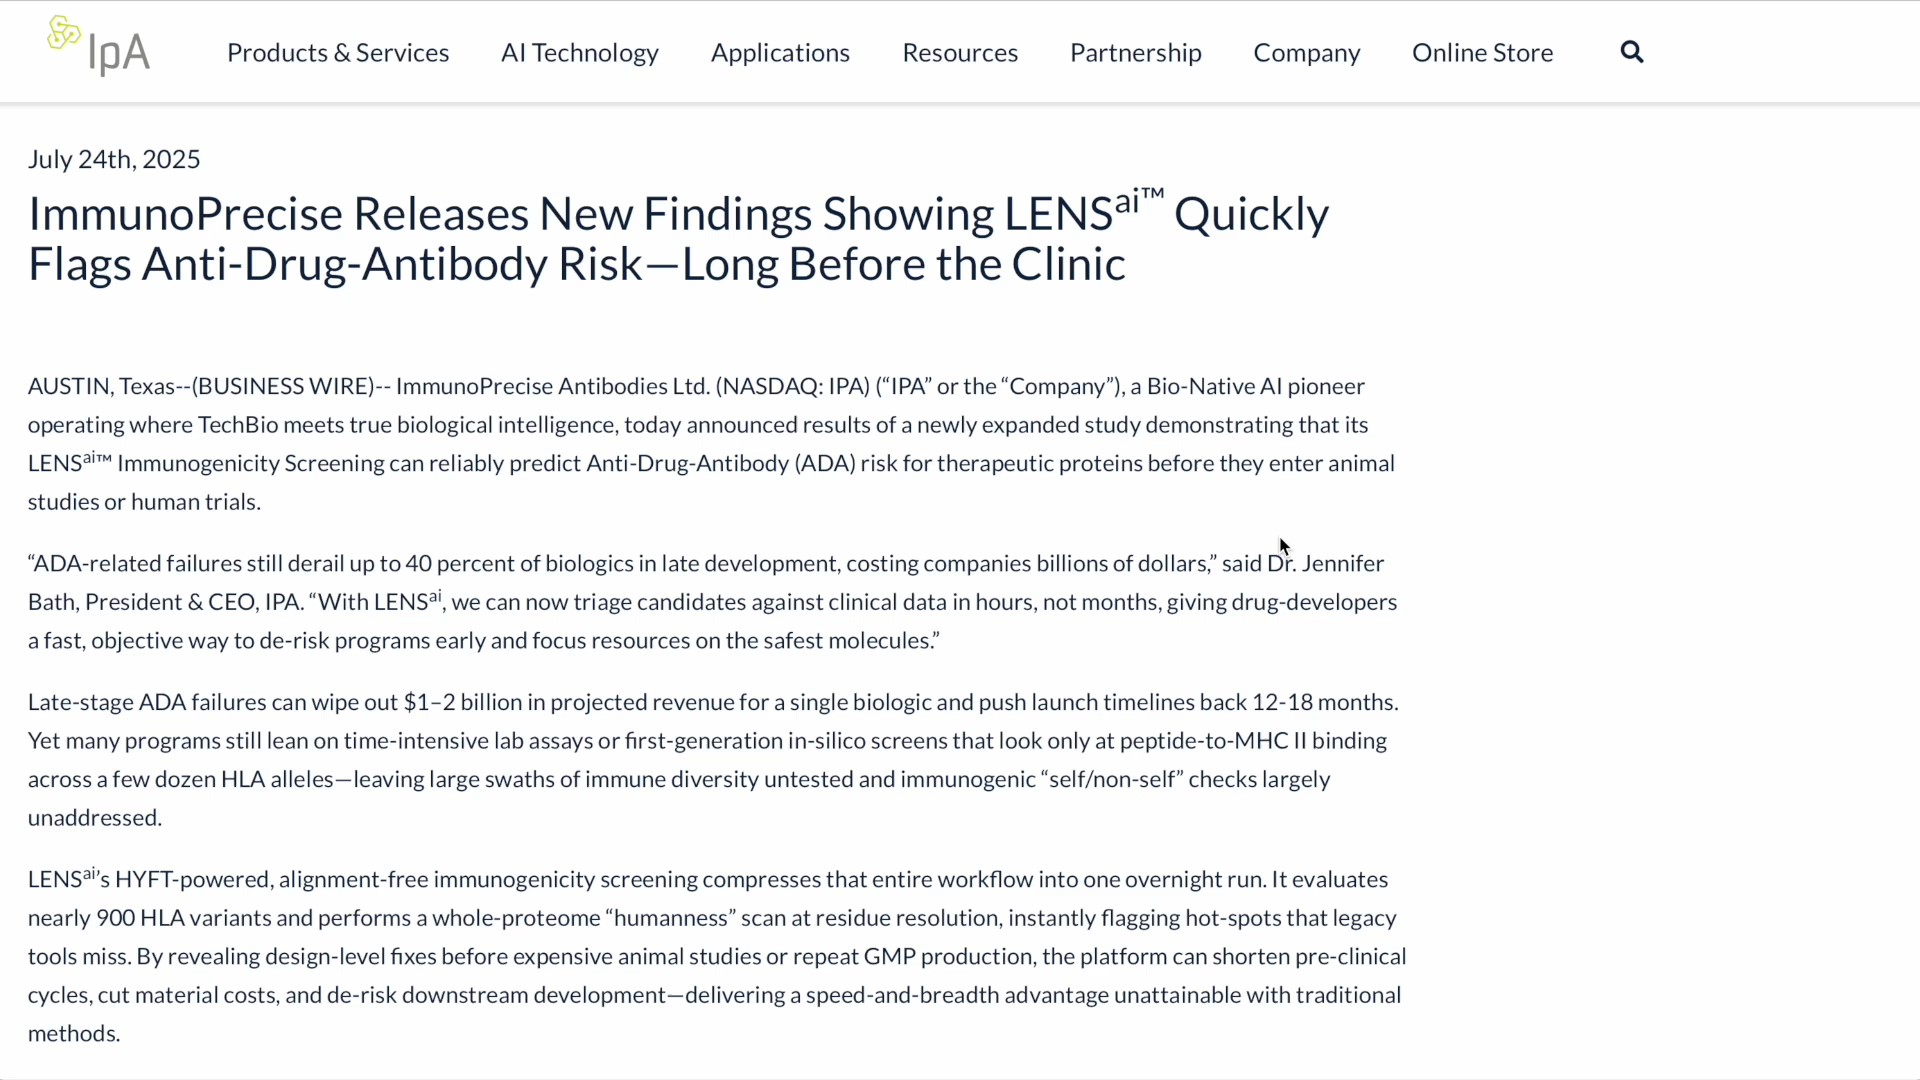 IpA
Products & Services
AI Technology
Applications
Resources
Partnership
Company
Online Store
July 24th, 2025
ImmunoPrecise Releases New Findings Showing LENSai™ Quickly
Flags Anti-Drug-Antibody Risk—Long Before the Clinic
AUSTIN, Texas--(BUSINESS WIRE)-- ImmunoPrecise Antibodies Ltd. (NASDAQ: IPA) (“IPA” or the “Company”), a Bio-Native AI pioneer
operating where TechBio meets true biological intelligence, today announced results of a newly expanded study demonstrating that its
LENSai™ Immunogenicity Screening can reliably predict Anti-Drug-Antibody (ADA) risk for therapeutic proteins before they enter animal
studies or human trials.
“ADA-related failures still derail up to 40 percent of biologics in late development, costing companies billions of dollars,” said Dr. Jennifer
Bath, President & CEO, IPA. “With LENSai, we can now triage candidates against clinical data in hours, not months, giving drug-developers
a fast, objective way to de-risk programs early and focus resources on the safest molecules.”
Late-stage ADA failures can wipe out $1–2 billion in projected revenue for a single biologic and push launch timelines back 12-18 months.
Yet many programs still lean on time-intensive lab assays or first-generation in-silico screens that look only at peptide-to-MHC II binding
across a few dozen HLA alleles—leaving large swaths of immune diversity untested and immunogenic “self/non-self” checks largely
unaddressed.
LENSai’s HYFT-powered, alignment-free immunogenicity screening compresses that entire workflow into one overnight run. It evaluates
nearly 900 HLA variants and performs a whole-proteome “humanness” scan at residue resolution, instantly flagging hot-spots that legacy
tools miss. By revealing design-level fixes before expensive animal studies or repeat GMP production, the platform can shorten pre-clinical
cycles, cut material costs, and de-risk downstream development—delivering a speed-and-breadth advantage unattainable with traditional
methods.